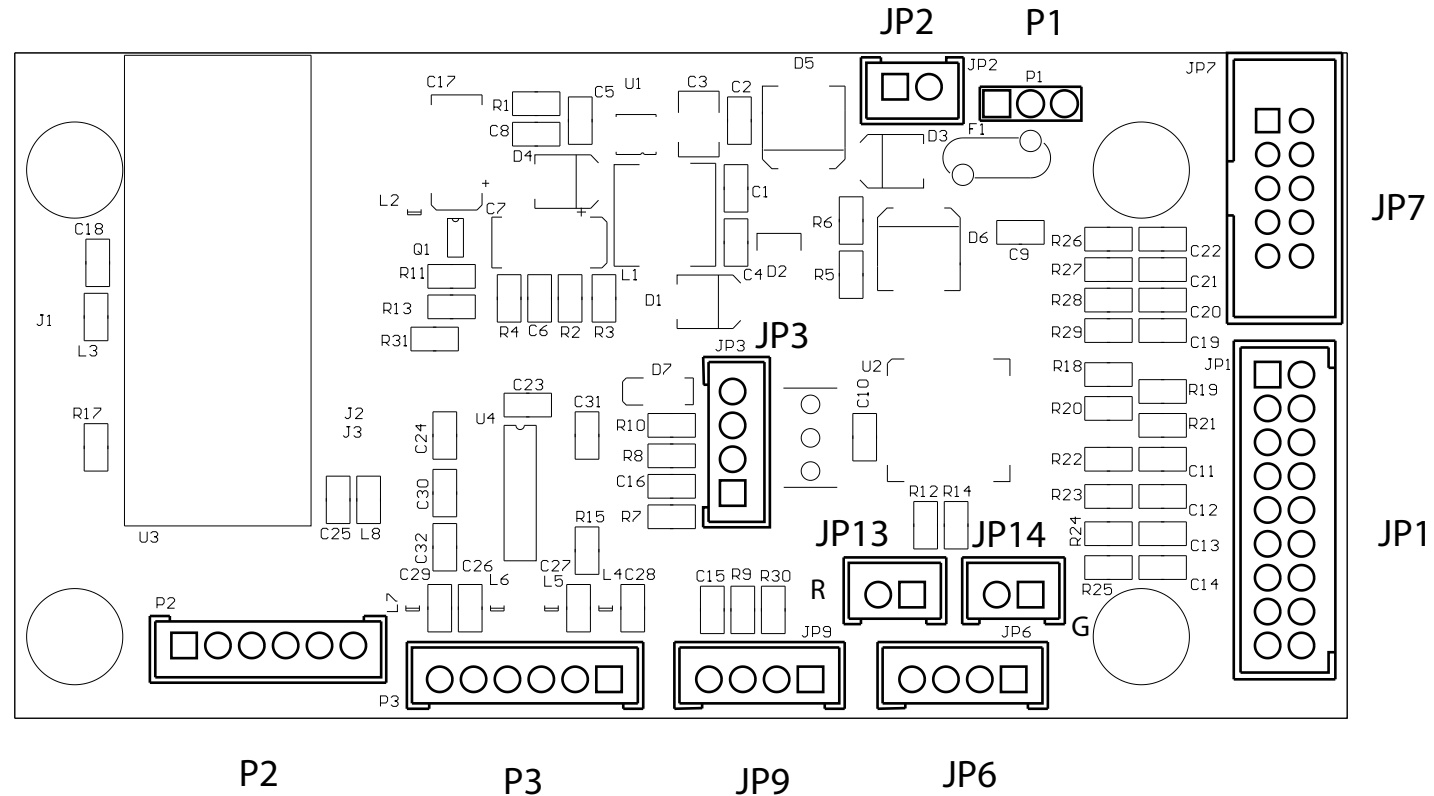 JP2 P1
C17 R1 C5 U1 C3 C2 D5 JP2 P1 JP7
C8 D4 D3 F1
L2 C7 C1 R6 JP7
C18 Q1 C4 D2 D6 C9 R26 C22
R11 L1 R5 R27 C21
J1 R13 D1 R28 C20
L3 R31 R4 C6 R2 R3 R29 C19
JP3 JP3
D7 U2 R18 JP1
C23 C10 R19
R17 J2 U4 C31 R20
J3 C24 R10 R21
R8 R22 C11
C30 C16 R12 R14 R23 C12
U3 C25 L8 C32 R15 R7 JP13 JP14 R24 C13 JP1
C29 C26 L6 C27 L5 L4 C28 C15 R9 R30 R25 C14
P2 L7 R
JP9 JP6 G
P3
P2 P3 JP9 JP6